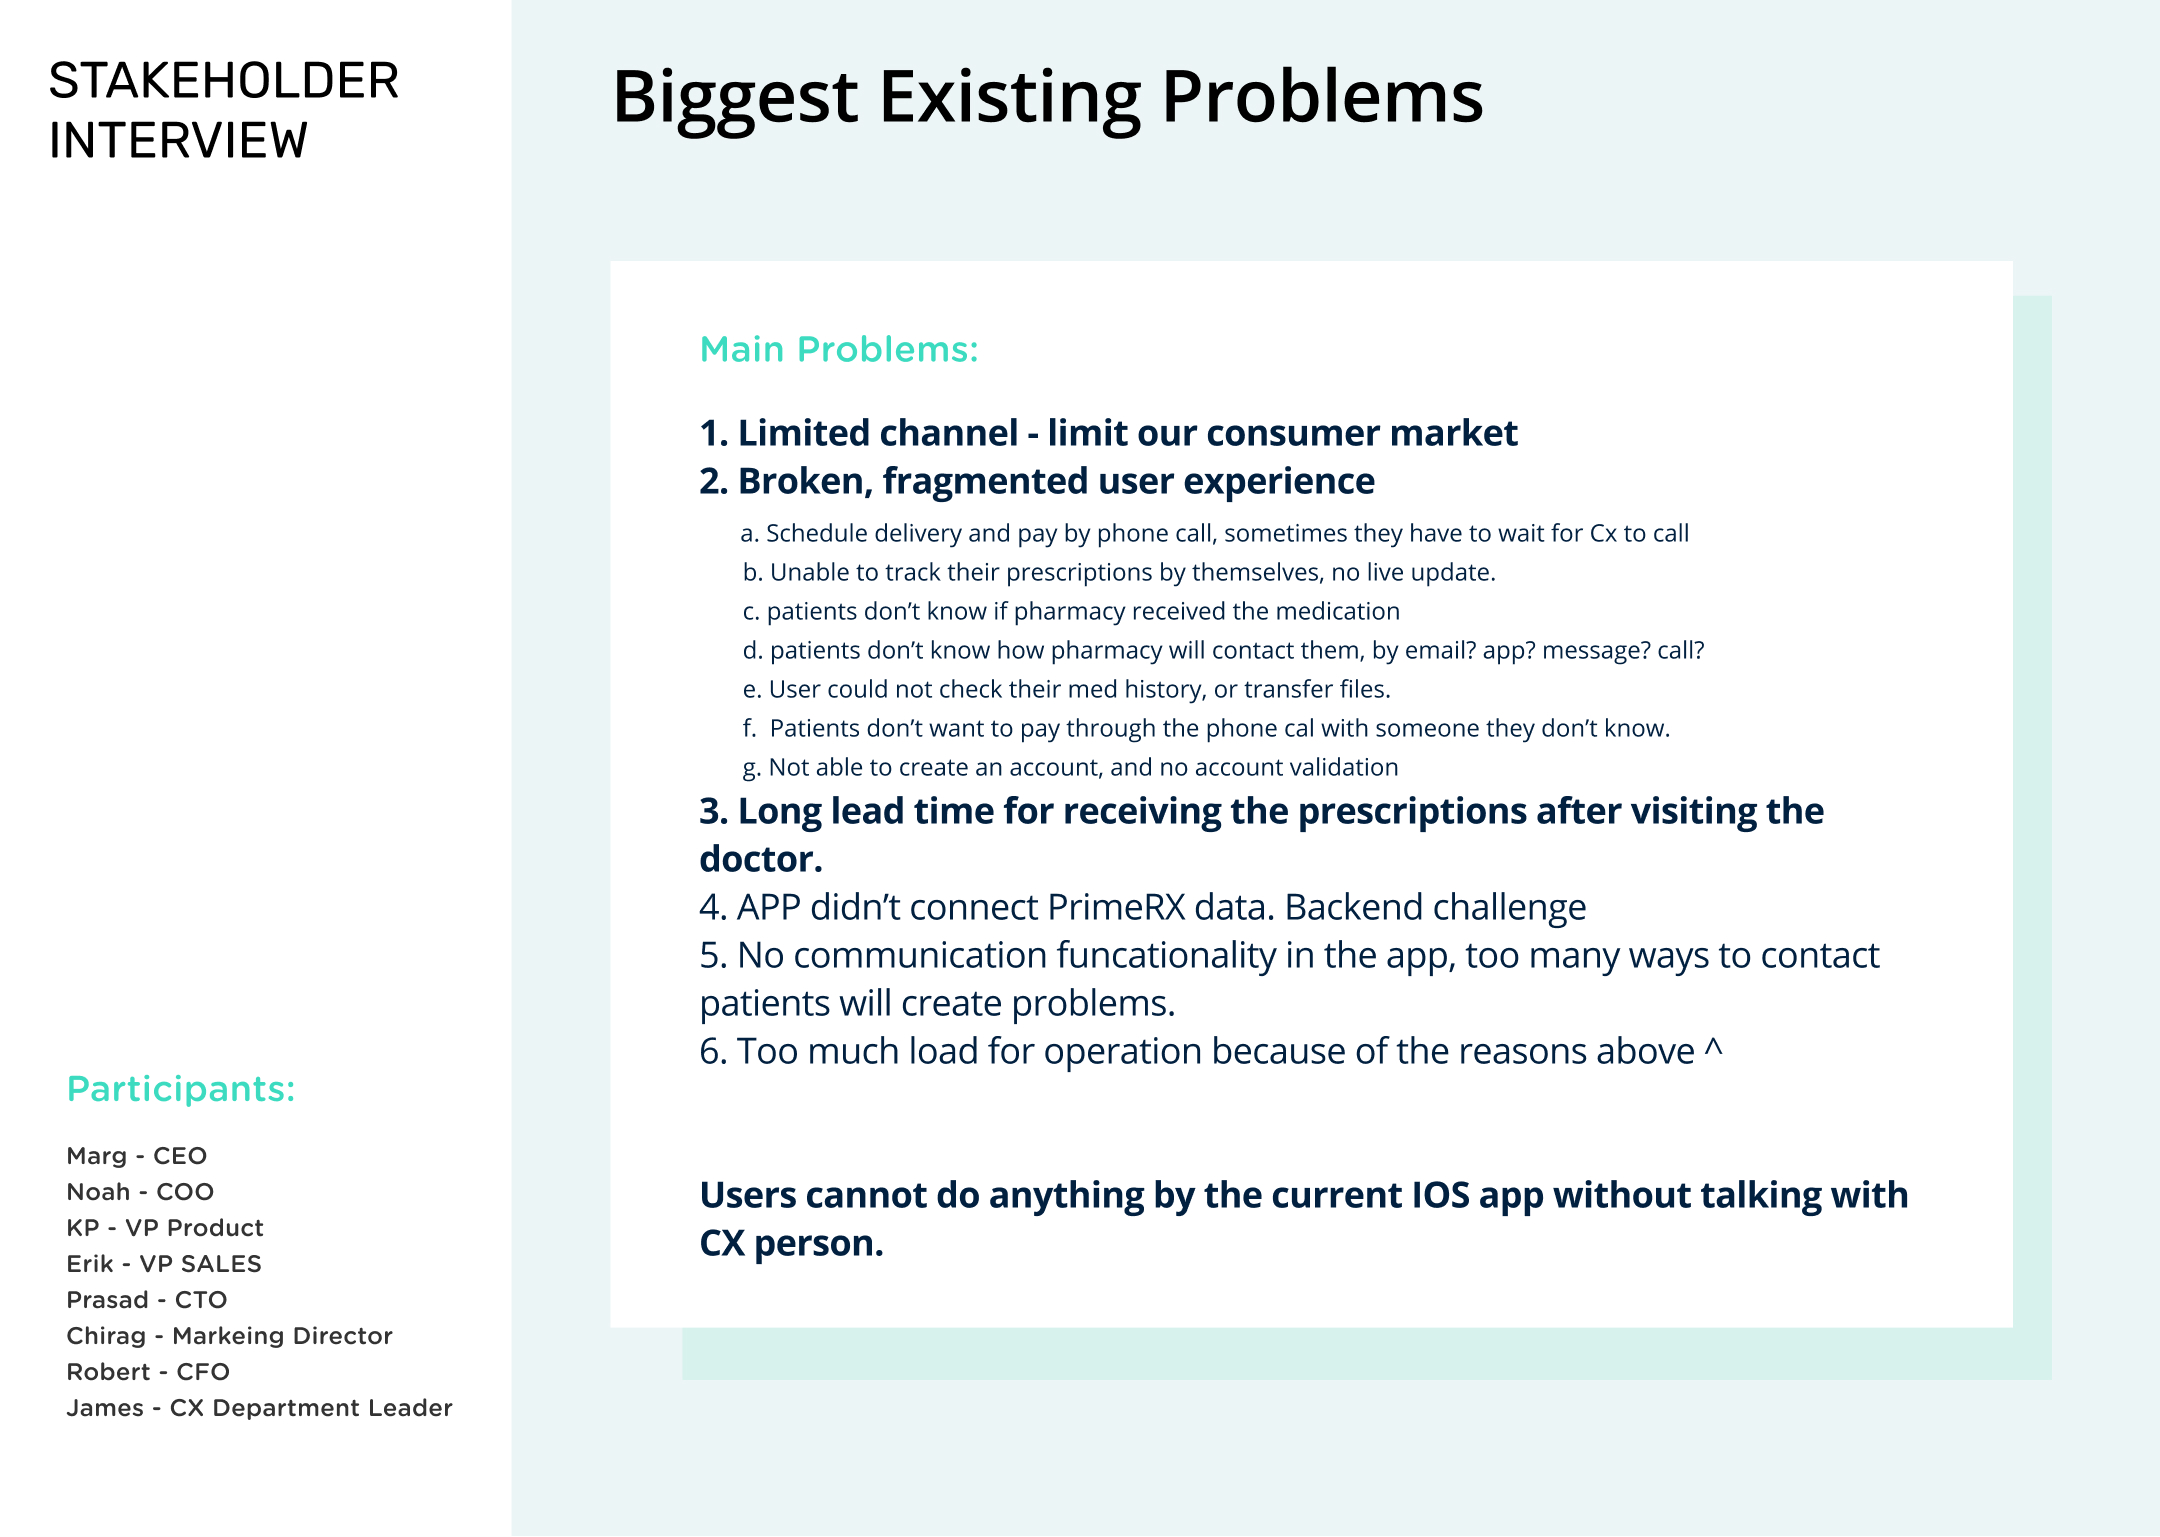 STAKEHOLDER
INTERVIEW
Participants:
Marg - CEO
Noah - COO
KP - VP Product
Erik - VP SALES
Prasad - CTO
Chirag - Markeing Director
Robert - CFO
James - CX Department Leader
Biggest Existing Problems
Main Problems:
1. Limited channel - limit our consumer market
2. Broken, fragmented user experience
a. Schedule delivery and pay by phone call, sometimes they have to wait for Cx to call
b. Unable to track their prescriptions by themselves, no live update.
c. patients don’t know if pharmacy received the medication
d. patients don’t know how pharmacy will contact them, by email? app? message? call?
e. User could not check their med history, or transfer files.
f.  Patients don’t want to pay through the phone cal with someone they don’t know.
g. Not able to create an account, and no account validation
3. Long lead time for receiving the prescriptions after visiting the
doctor.
4. APP didn’t connect PrimeRX data. Backend challenge
5. No communication funcationality in the app, too many ways to contact
patients will create problems.
6. Too much load for operation because of the reasons above ^
Users cannot do anything by the current IOS app without talking with
CX person.